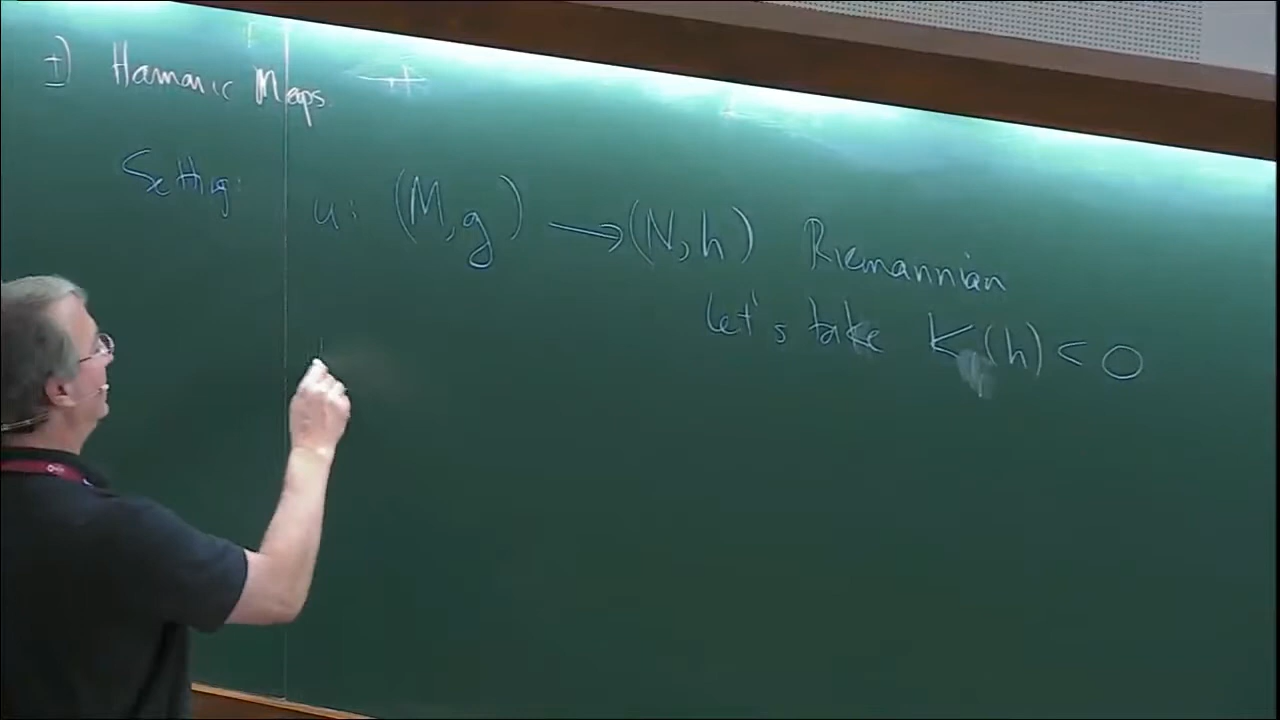 I) Harmonic Maps.
Setting: u: (M,g) → (N,h) Riemannian
Let's take K(h) < 0